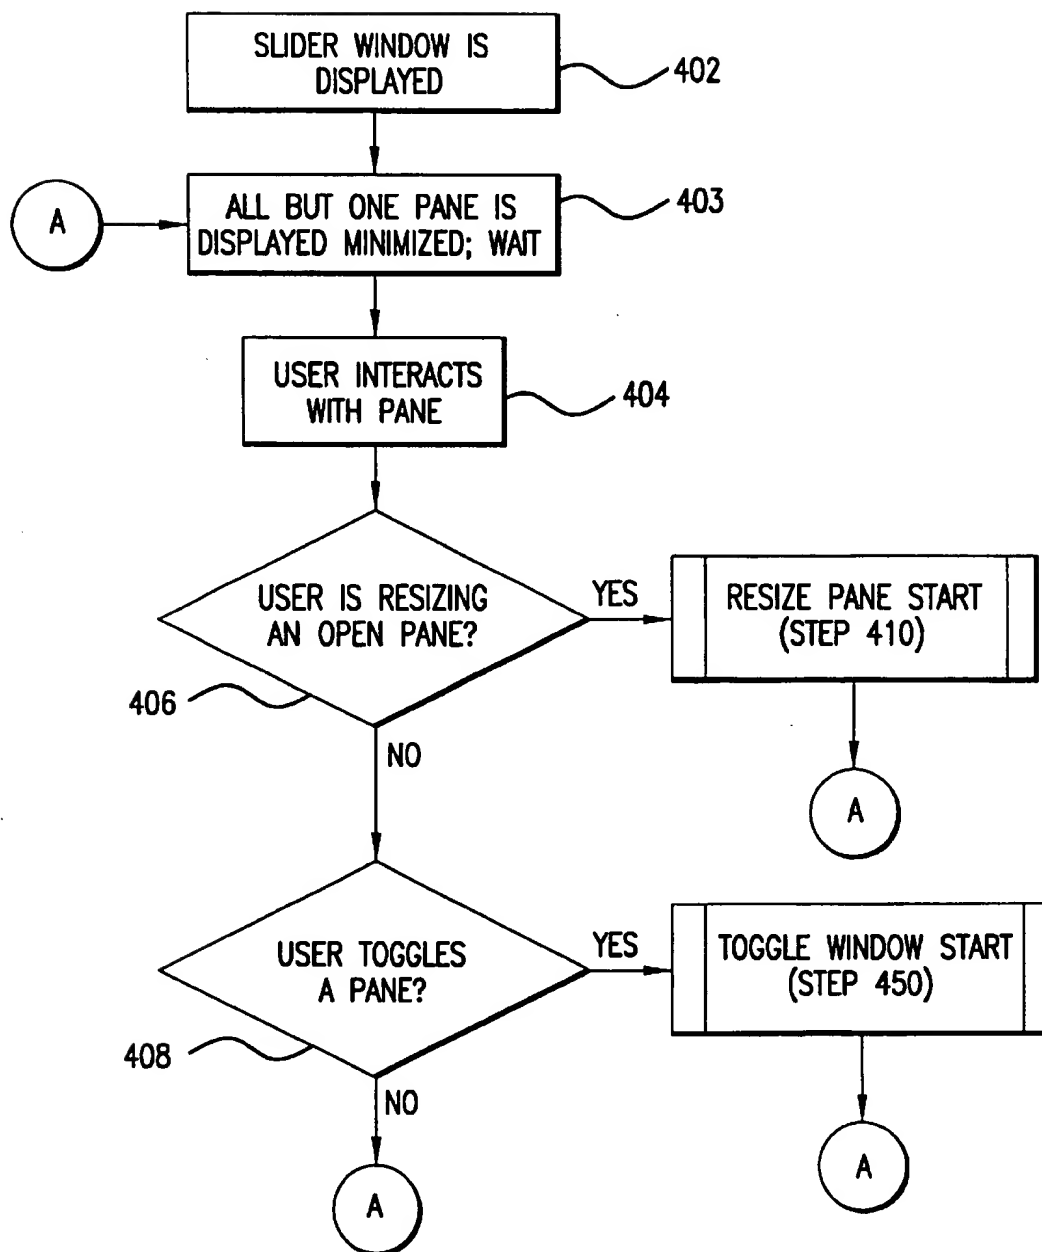 SLIDER WINDOW IS
DISPLAYED
402
A
ALL BUT ONE PANE IS
DISPLAYED MINIMIZED; WAIT
403
USER INTERACTS
WITH PANE
404
USER IS RESIZING
AN OPEN PANE?
406
YES
RESIZE PANE START
(STEP 410)
A
NO
USER TOGGLES
A PANE?
408
YES
TOGGLE WINDOW START
(STEP 450)
A
NO
A